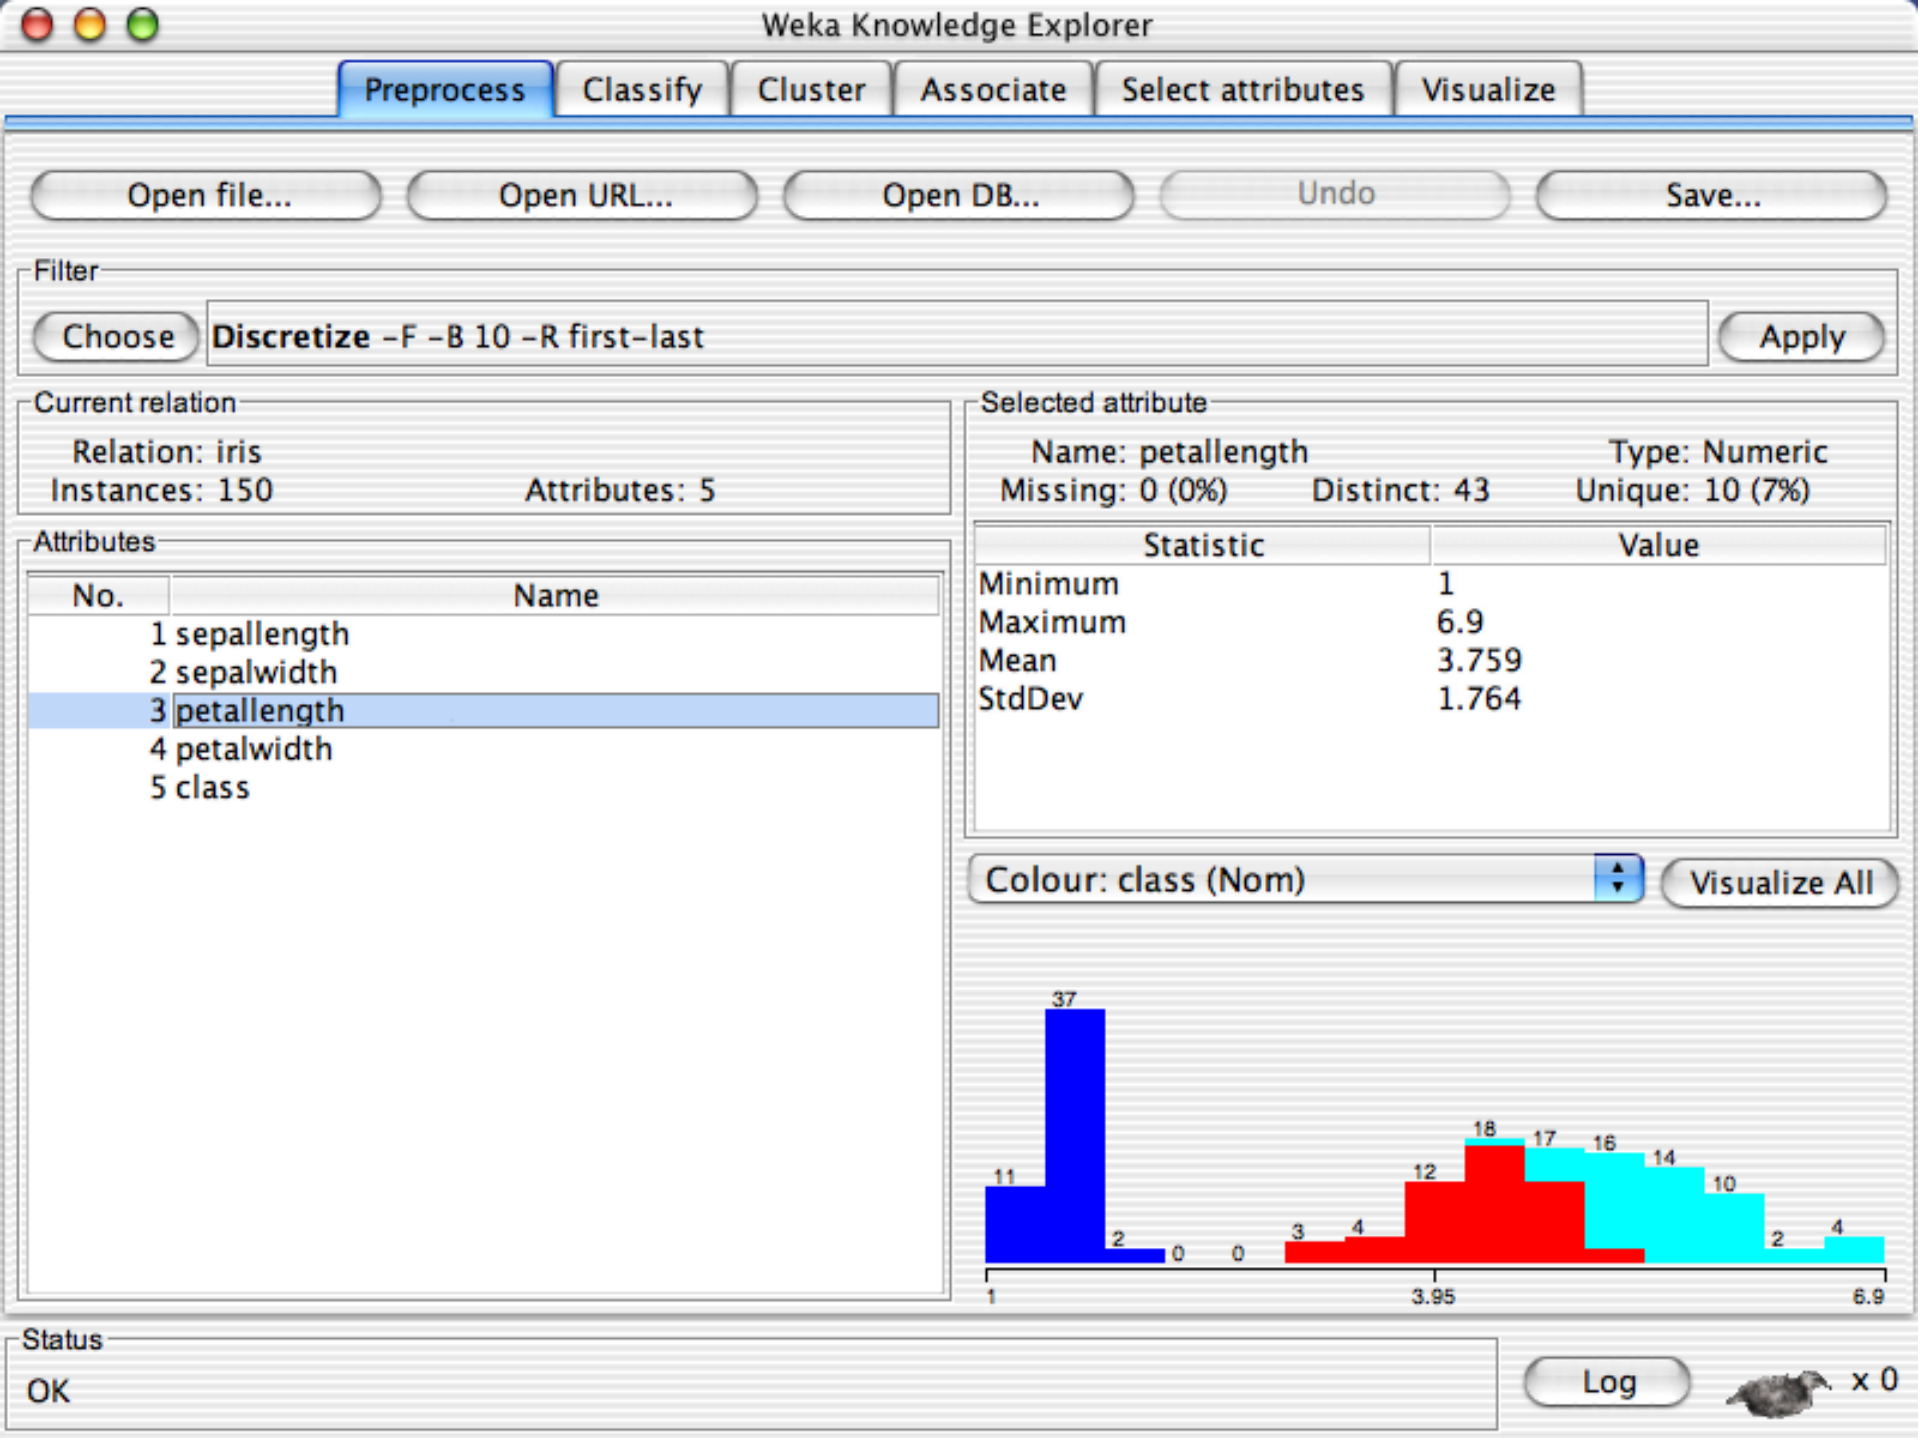 Weka Knowledge Explorer
Preprocess Classify Cluster Associate Select attributes Visualize
Open file... Open URL... Open DB... Undo Save...
Filter
Choose Discretize -F -B 10 -R first-last Apply
Current relation
Relation: iris
Instances: 150 Attributes: 5
Attributes
No. Name
1 sepallength
2 sepalwidth
3 petallength
4 petalwidth
5 class
Selected attribute
Name: petallength Type: Numeric
Missing: 0 (0%) Distinct: 43 Unique: 10 (7%)
Statistic Value
Minimum 1
Maximum 6.9
Mean 3.759
StdDev 1.764
Colour: class (Nom) Visualize All
11 37 2 0 0 3 4 12 18 17 16 14 10 2 4
1 3.95 6.9
Status
OK
Log x 0